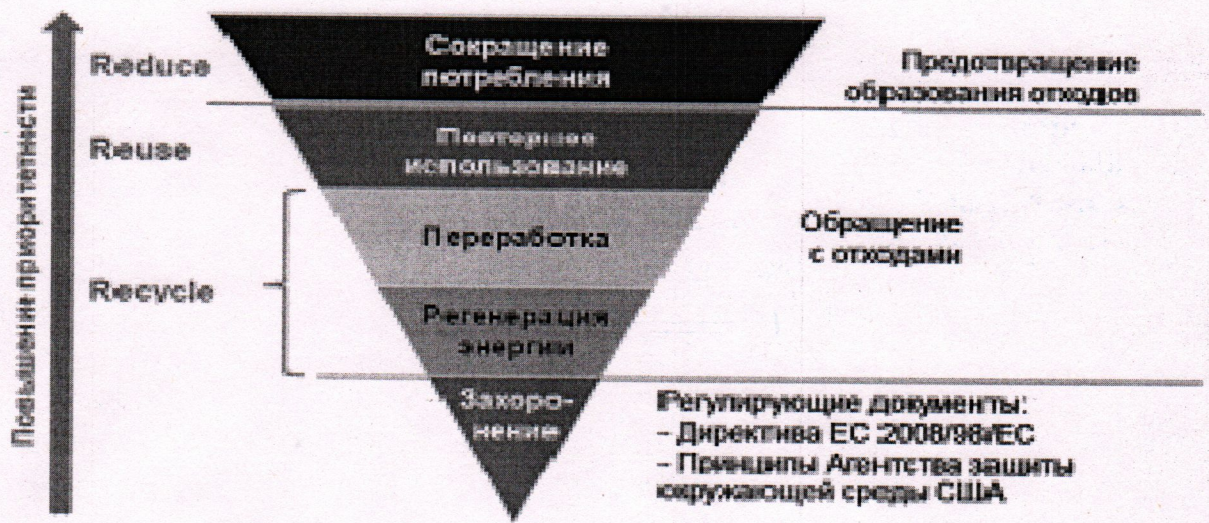 Повышение приоритетности
Reduce
Сокращение
потребления
Предотвращение
образования отходов
Reuse
Повторное
использование
Recycle
Переработка
Обращение
с отходами
Регенерация
энергии
Захоро-
нение
Регулирующие документы:
– Директива ЕС 2008/98/ЕС
– Принципы Агентства защиты
окружающей среды США